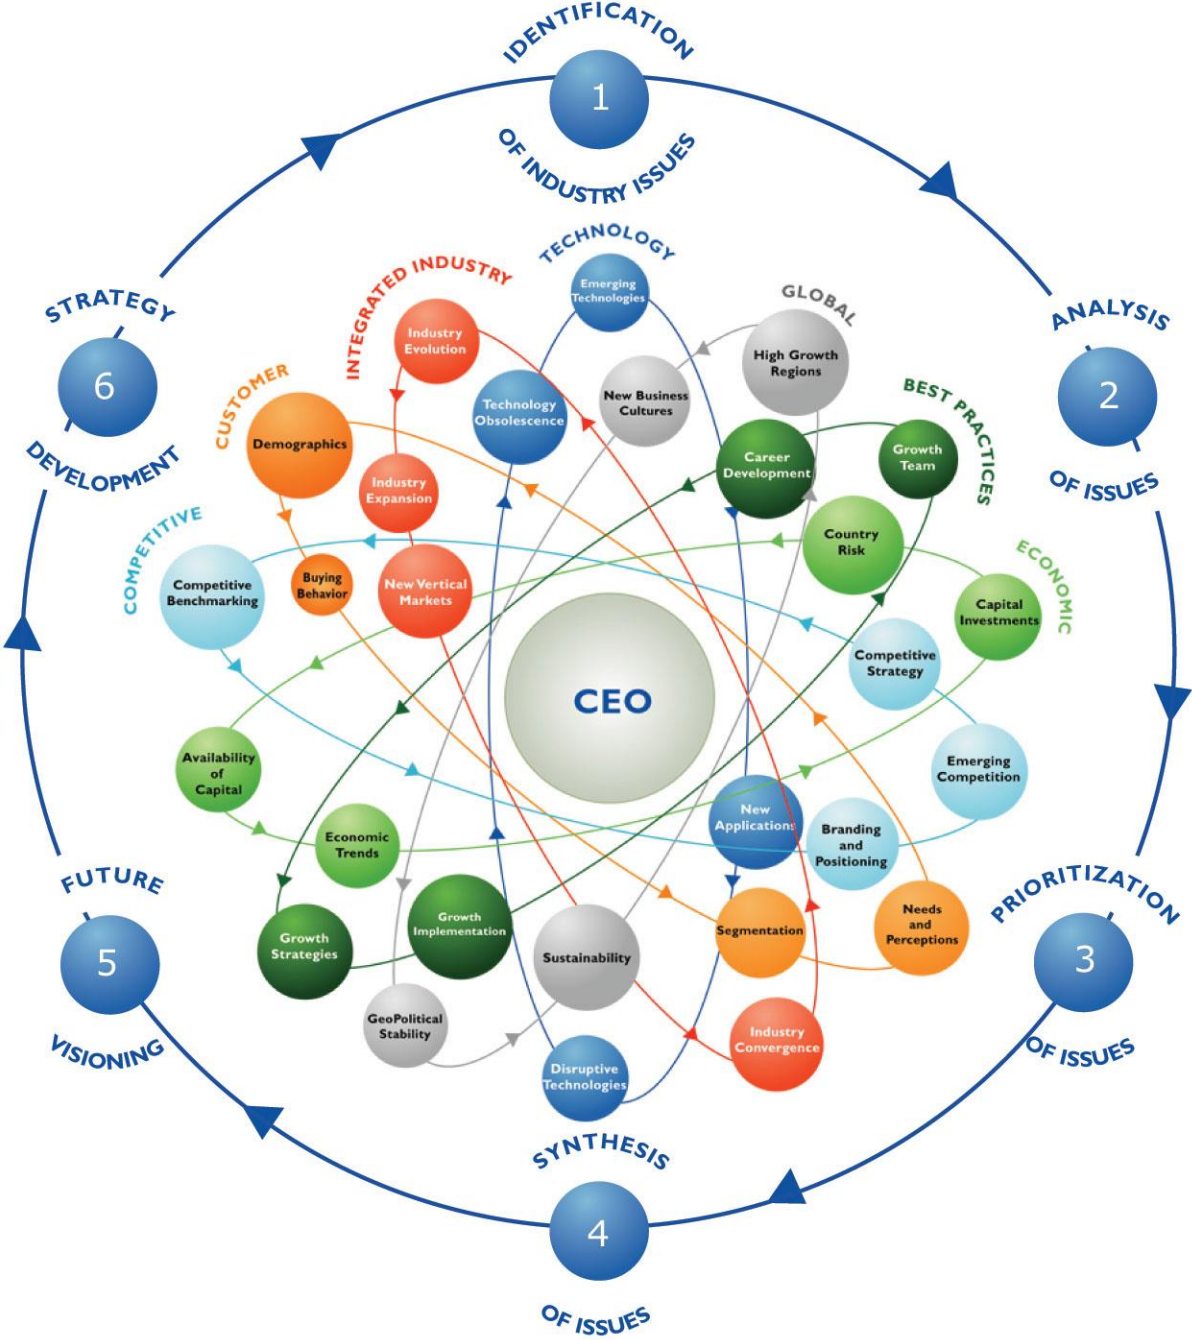 IDENTIFICATION
1
OF INDUSTRY ISSUES
ANALYSIS
2
OF ISSUES
PRIORITIZATION
3
OF ISSUES
SYNTHESIS
4
OF ISSUES
FUTURE
5
VISIONING
STRATEGY
6
DEVELOPMENT
TECHNOLOGY
Emerging
Technologies
Technology
Obsolescence
New
Applications
Disruptive
Technologies
INTEGRATED INDUSTRY
Industry
Evolution
Industry
Expansion
New Vertical
Markets
Industry
Convergence
GLOBAL
High Growth
Regions
New Business
Cultures
Sustainability
GeoPolitical
Stability
CUSTOMER
Demographics
Buying
Behavior
Segmentation
Needs
and
Perceptions
BEST PRACTICES
Growth
Team
Career
Development
Growth
Implementation
Growth
Strategies
COMPETITIVE
Competitive
Benchmarking
Competitive
Strategy
Emerging
Competition
Branding
and
Positioning
ECONOMIC
Country
Risk
Capital
Investments
Availability
of
Capital
Economic
Trends
CEO